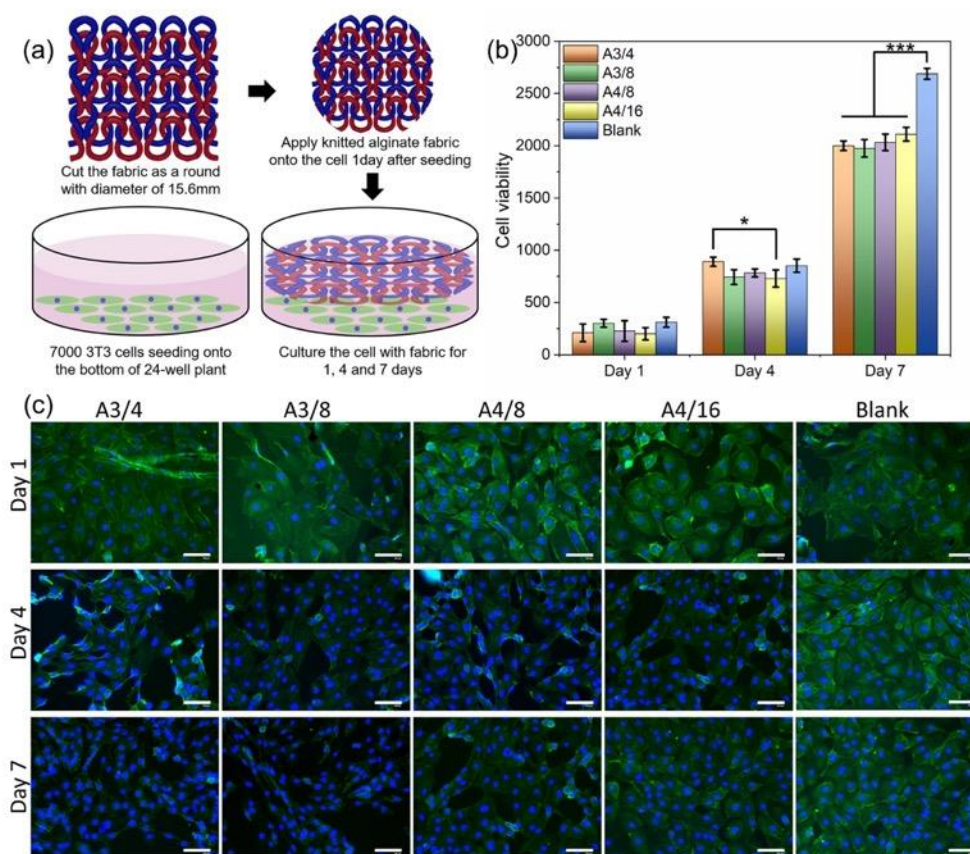 (a)
Cut the fabric as a round
with diameter of 15.6mm
Apply knitted alginate fabric
onto the cell 1day after seeding
7000 3T3 cells seeding onto
the bottom of 24-well plant
Culture the cell with fabric for
1, 4 and 7 days
(b)
Cell viability
3000
2500
2000
1500
1000
500
0
A3/4
A3/8
A4/8
A4/16
Blank
*
***
Day 1
Day 4
Day 7
(c)
A3/4
A3/8
A4/8
A4/16
Blank
Day 1
Day 4
Day 7